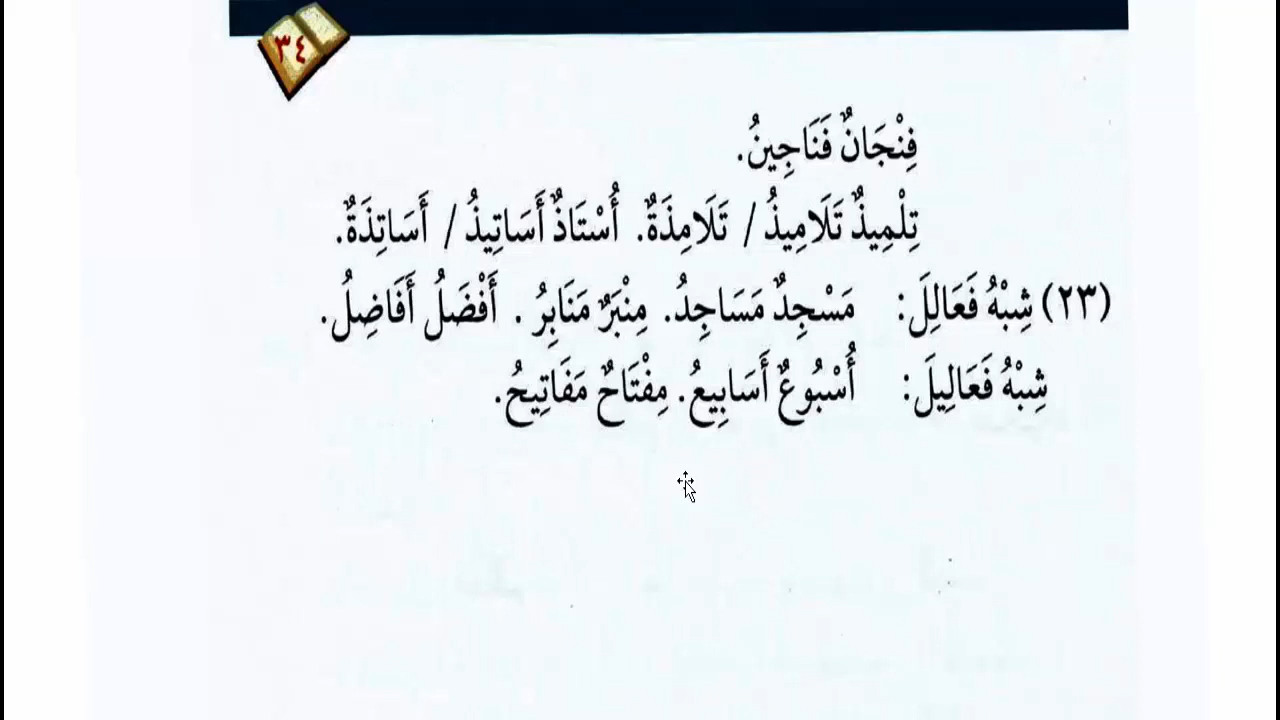 ٣٤
فِنْجَانٌ فَنَاجِينُ.
تِلْمِيذٌ تَلَامِيذُ / تَلَامِذَةٌ. أُسْتَاذٌ أَسَاتِيذُ / أَسَاتِذَةٌ.
(٢٣) شِبْهُ فَعَالِلَ: مَسْجِدٌ مَسَاجِدُ. مِنْبَرٌ مَنَابِرُ . أَفْضَلُ أَفَاضِلُ.
شِبْهُ فَعَالِيلَ: أُسْبُوعٌ أَسَابِيعُ. مِفْتَاحٌ مَفَاتِيحُ.